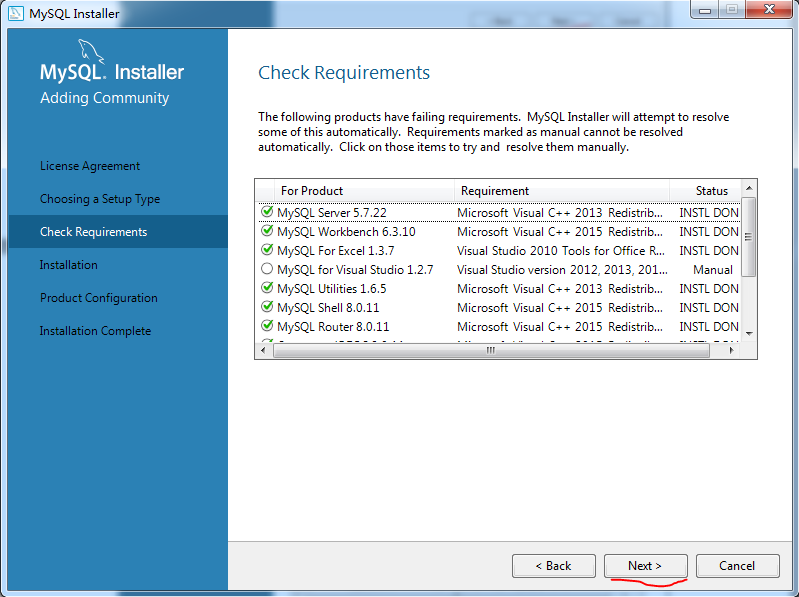 MySQL Installer
MySQL. Installer
Adding Community
License Agreement
Choosing a Setup Type
Check Requirements
Installation
Product Configuration
Installation Complete
Check Requirements
The following products have failing requirements. MySQL Installer will attempt to resolve
some of this automatically. Requirements marked as manual cannot be resolved
automatically. Click on those items to try and resolve them manually.
For Product Requirement Status
MySQL Server 5.7.22 Microsoft Visual C++ 2013 Redistrib... INSTL DON
MySQL Workbench 6.3.10 Microsoft Visual C++ 2015 Redistrib... INSTL DON
MySQL For Excel 1.3.7 Visual Studio 2010 Tools for Office R... INSTL DON
MySQL for Visual Studio 1.2.7 Visual Studio version 2012, 2013, 201... Manual
MySQL Utilities 1.6.5 Microsoft Visual C++ 2013 Redistrib... INSTL DON
MySQL Shell 8.0.11 Microsoft Visual C++ 2015 Redistrib... INSTL DON
MySQL Router 8.0.11 Microsoft Visual C++ 2015 Redistrib... INSTL DON
< Back Next > Cancel